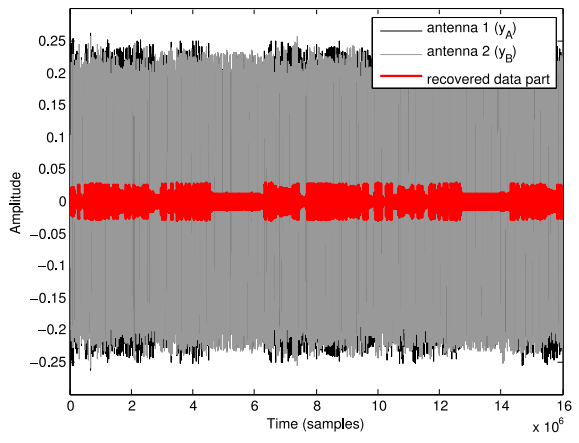 antenna 1 (y_A)
antenna 2 (y_B)
recovered data part
0.25
0.2
0.15
0.1
0.05
0
−0.05
−0.1
−0.15
−0.2
−0.25
Amplitude
0 2 4 6 8 10 12 14 16
Time (samples)
x 10^6